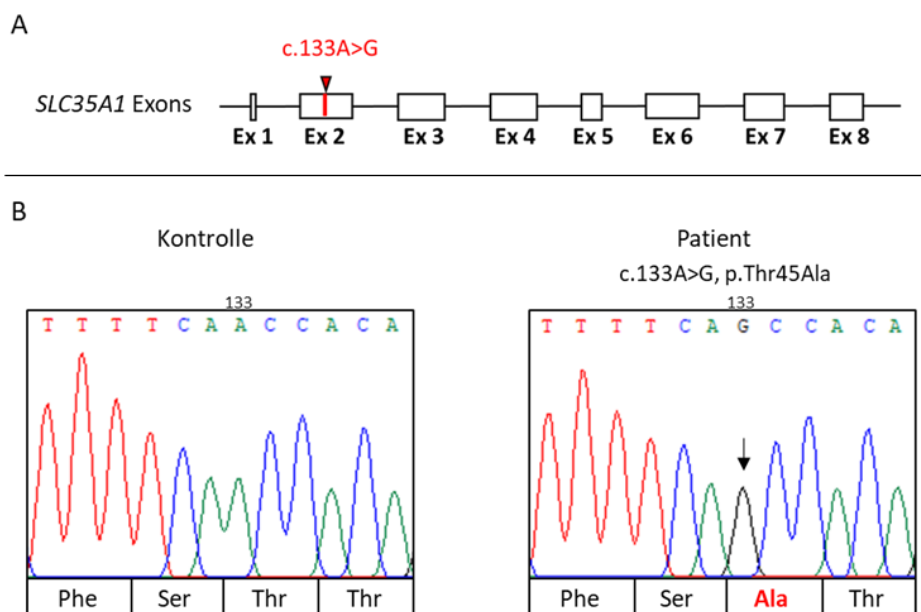 A
c.133A>G
SLC35A1 Exons
Ex 1 Ex 2 Ex 3 Ex 4 Ex 5 Ex 6 Ex 7 Ex 8
B
Kontrolle
133
T T T T C A A C C A C A
Phe Ser Thr Thr
Patient
c.133A>G, p.Thr45Ala
133
T T T T C A G C C A C A
Phe Ser Ala Thr